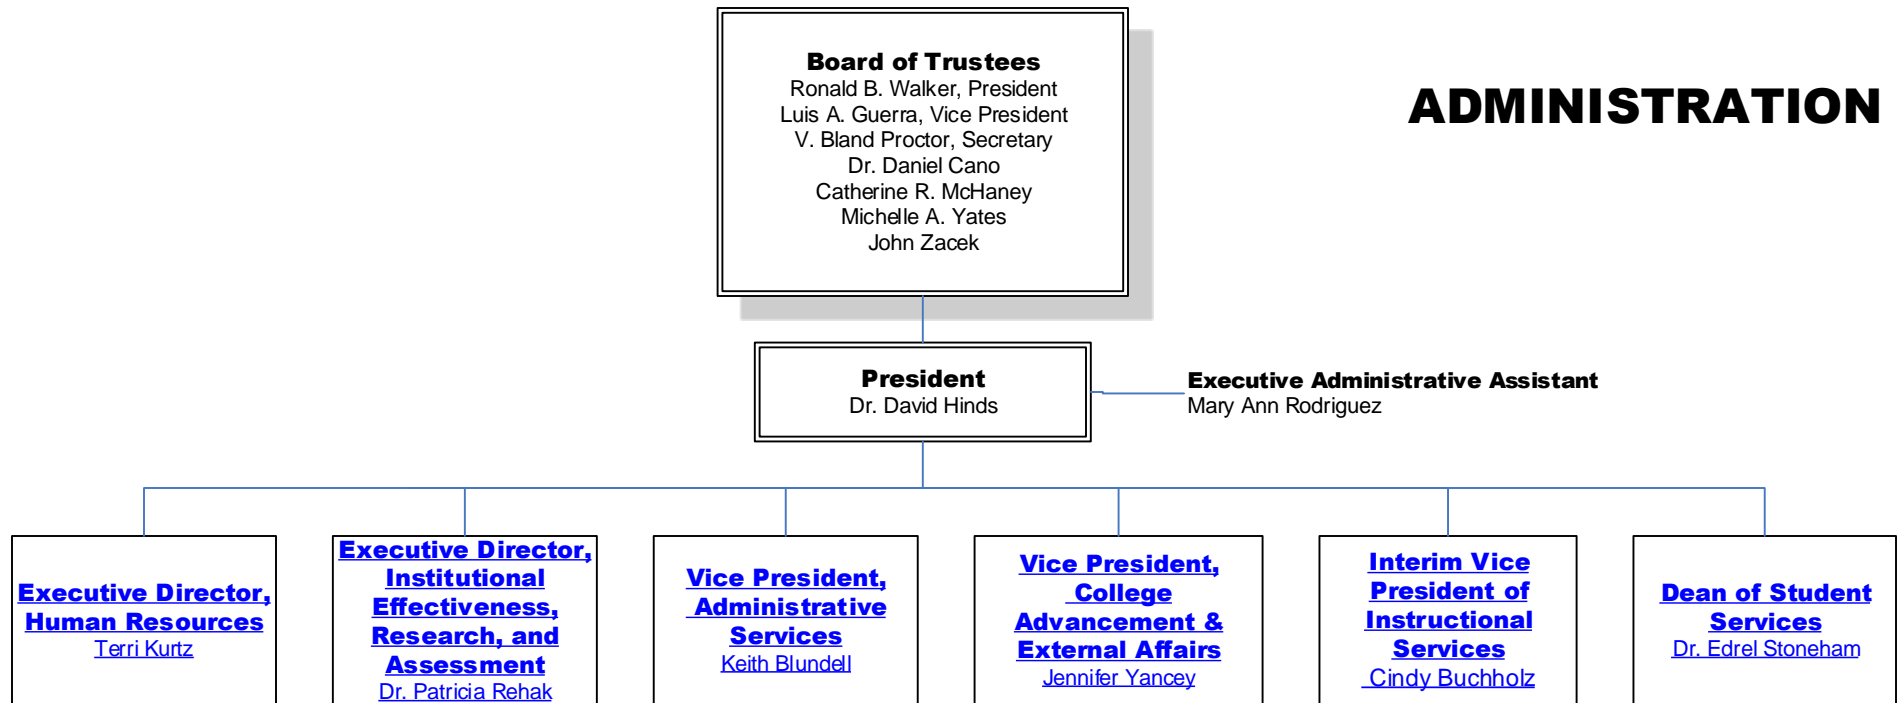 Board of Trustees
Ronald B. Walker, President
Luis A. Guerra, Vice President
V. Bland Proctor, Secretary
Dr. Daniel Cano
Catherine R. McHaney
Michelle A. Yates
John Zacek
ADMINISTRATION
President
Dr. David Hinds
Executive Administrative Assistant
Mary Ann Rodriguez
Executive Director,
Human Resources
Terri Kurtz
Executive Director,
Institutional
Effectiveness,
Research, and
Assessment
Dr. Patricia Rehak
Vice President,
Administrative
Services
Keith Blundell
Vice President,
College
Advancement &
External Affairs
Jennifer Yancey
Interim Vice
President of
Instructional
Services
Cindy Buchholz
Dean of Student
Services
Dr. Edrel Stoneham